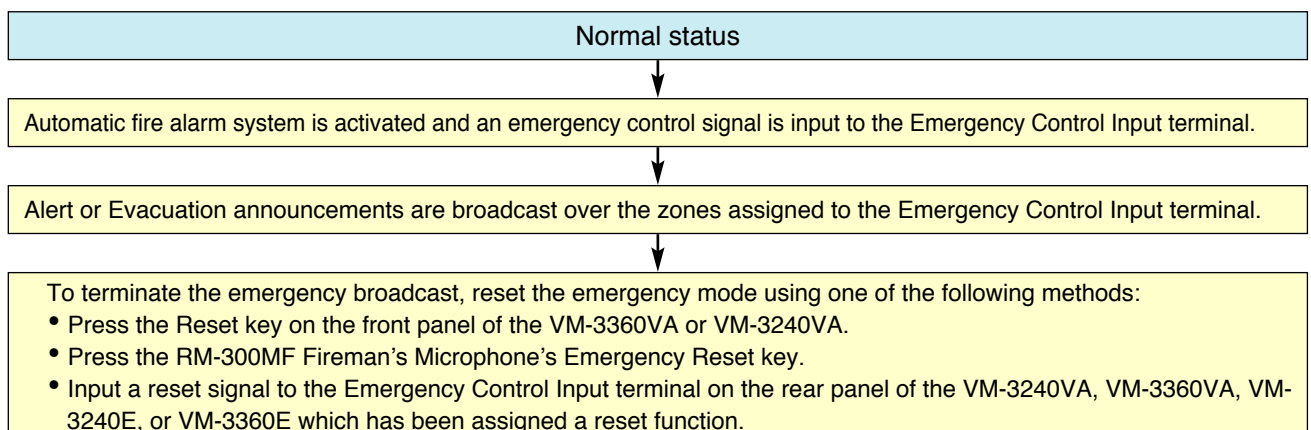 Normal status
Automatic fire alarm system is activated and an emergency control signal is input to the Emergency Control Input terminal.
Alert or Evacuation announcements are broadcast over the zones assigned to the Emergency Control Input terminal.
To terminate the emergency broadcast, reset the emergency mode using one of the following methods:
• Press the Reset key on the front panel of the VM-3360VA or VM-3240VA.
• Press the RM-300MF Fireman's Microphone's Emergency Reset key.
• Input a reset signal to the Emergency Control Input terminal on the rear panel of the VM-3240VA, VM-3360VA, VM-
3240E, or VM-3360E which has been assigned a reset function.